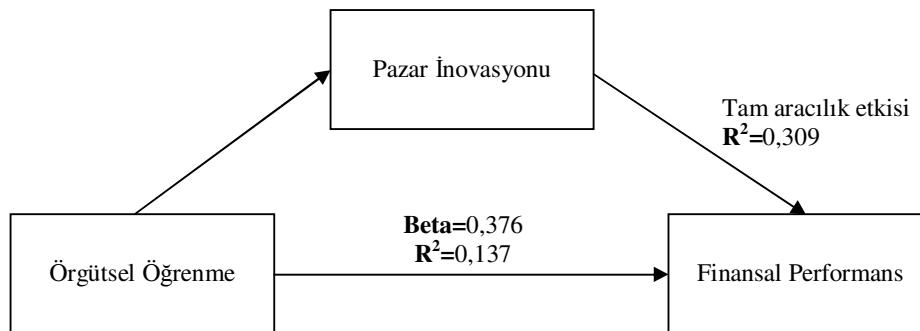 Pazar İnovasyonu
Tam aracılık etkisi
R²=0,309
Beta=0,376
R²=0,137
Örgütsel Öğrenme
Finansal Performans